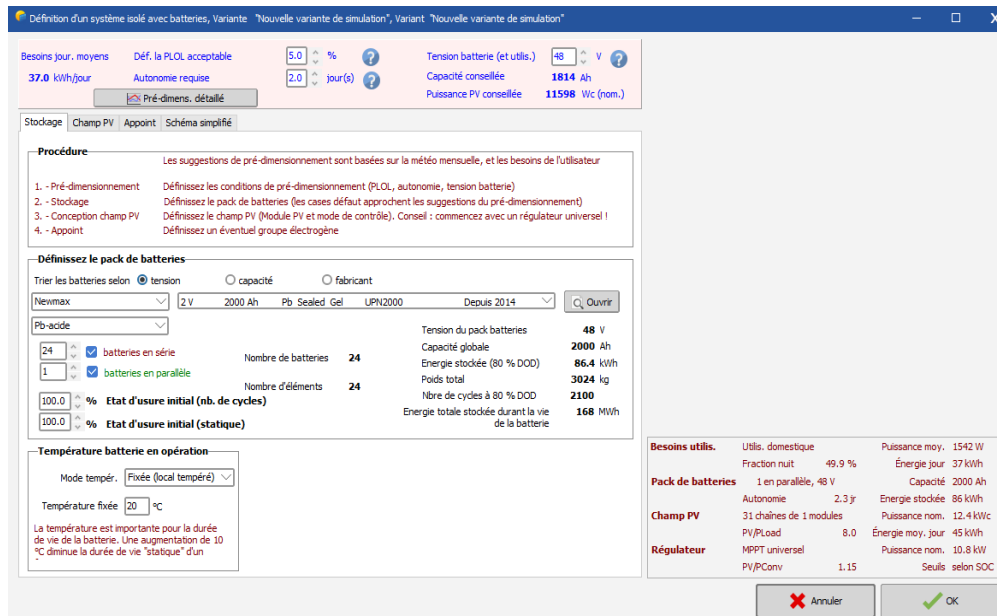 Définition d'un système isolé avec batteries, Variante "Nouvelle variante de simulation", Variant "Nouvelle variante de simulation"
Besoins jour. moyens Déf. la PLOL acceptable 5.0 % ? Tension batterie (et utilis.) 48 V ?
37.0 kWh/jour Autonomie requise 2.0 jour(s) ? Capacité conseillée 1814 Ah
Pré-dimens. détaillé Puissance PV conseillée 11598 Wc (nom.)
Stockage Champ PV Appoint Schéma simplifié
Procédure
Les suggestions de pré-dimensionnement sont basées sur la météo mensuelle, et les besoins de l'utilisateur
1. - Pré-dimensionnement Définissez les conditions de pré-dimensionnement (PLOL, autonomie, tension batterie)
2. - Stockage Définissez le pack de batteries (les cases défaut approchent les suggestions du pré-dimensionnement)
3. - Conception champ PV Définissez le champ PV (Module PV et mode de contrôle). Conseil : commencez avec un régulateur universel !
4. - Appoint Définissez un éventuel groupe électrogène
Définissez le pack de batteries
Trier les batteries selon tension capacité fabricant
Newmax 2 V 2000 Ah Pb Sealed Gel UPN2000 Depuis 2014 Ouvrir
Pb-acide
24 batteries en série
1 batteries en parallèle
100.0 % Etat d'usure initial (nb. de cycles)
100.0 % Etat d'usure initial (statique)
Nombre de batteries 24
Nombre d'éléments 24
Tension du pack batteries 48 V
Capacité globale 2000 Ah
Energie stockée (80 % DOD) 86.4 kWh
Poids total 3024 kg
Nbre de cycles à 80 % DOD 2100
Energie totale stockée durant la vie 168 MWh
de la batterie
Température batterie en opération
Mode tempér. Fixée (local tempéré)
Température fixée 20 °C
La température est importante pour la durée
de vie de la batterie. Une augmentation de 10
°C diminue la durée de vie "statique" d'un
Besoins utilis. Utilis. domestique Puissance moy. 1542 W
Fraction nuit 49.9 % Énergie jour 37 kWh
Pack de batteries 1 en parallèle, 48 V Capacité 2000 Ah
Autonomie 2.3 jr Energie stockée 86 kWh
Champ PV 31 chaînes de 1 modules Puissance nom. 12.4 kWc
PV/PLoad 8.0 Énergie moy. jour 45 kWh
Régulateur MPPT universel Puissance nom. 10.8 kW
PV/PConv 1.15 Seuils selon SOC
Annuler OK